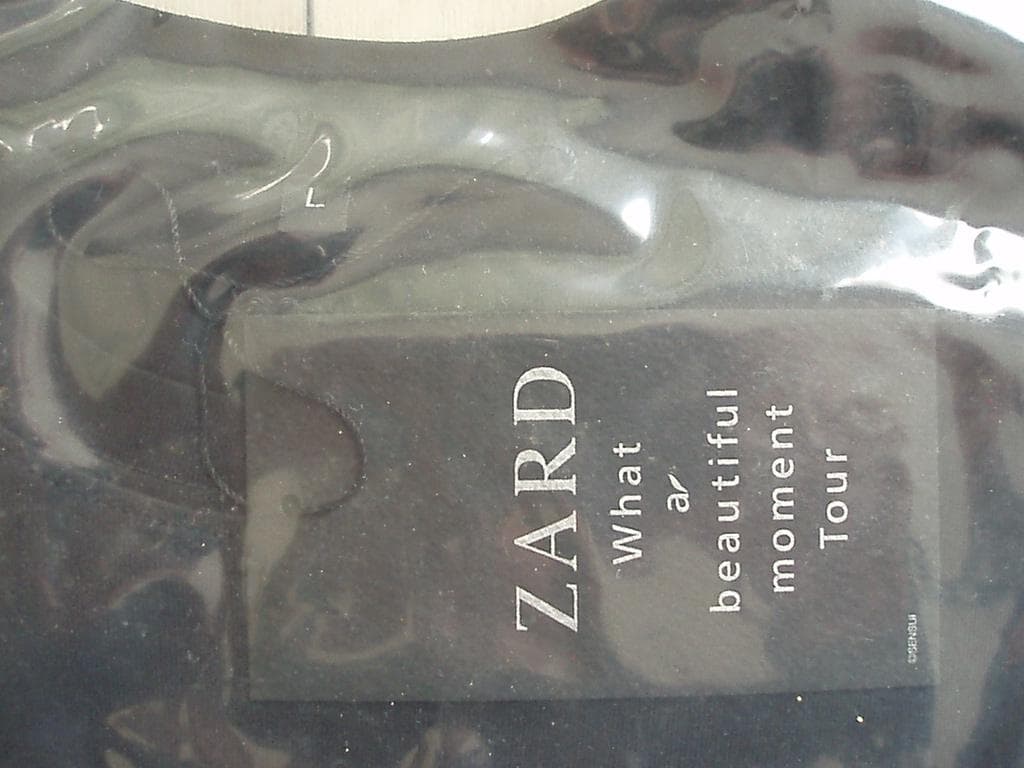 L
ZARD
What
a
beautiful
moment
Tour
©SENSUI